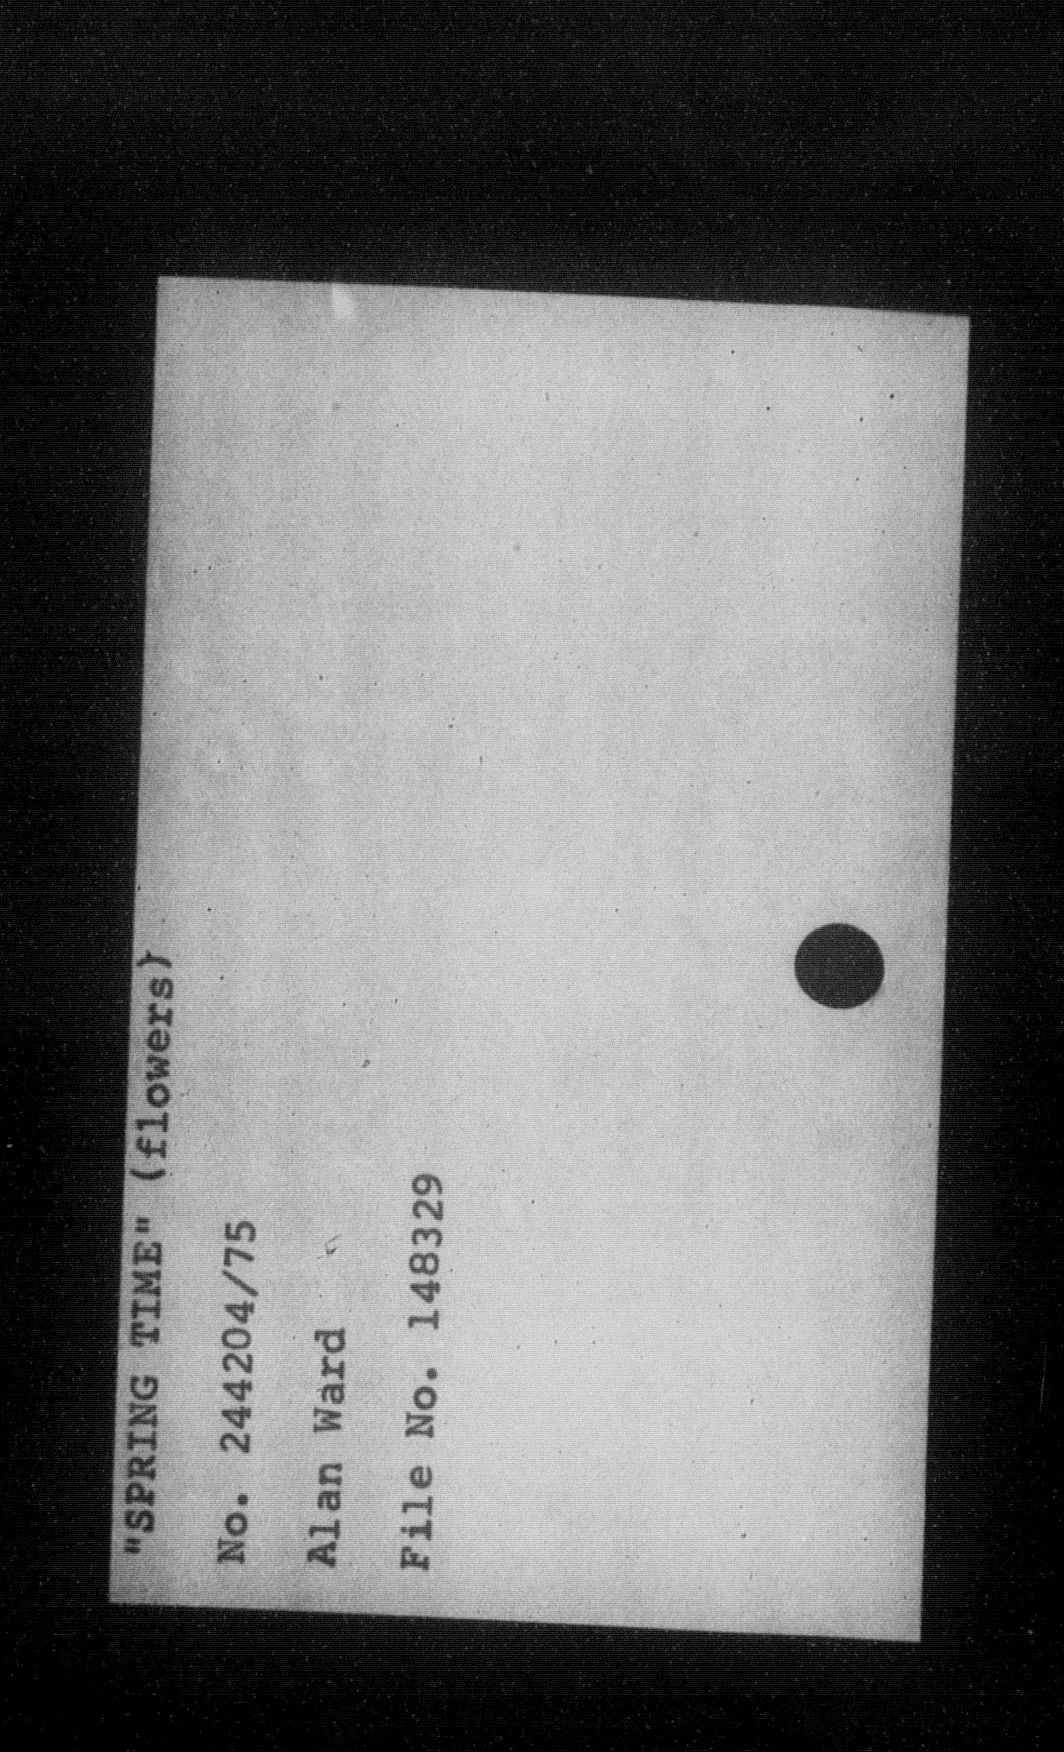 "SPRING TIME" (flowers)
No. 244204/75
Alan Ward
File No. 148329